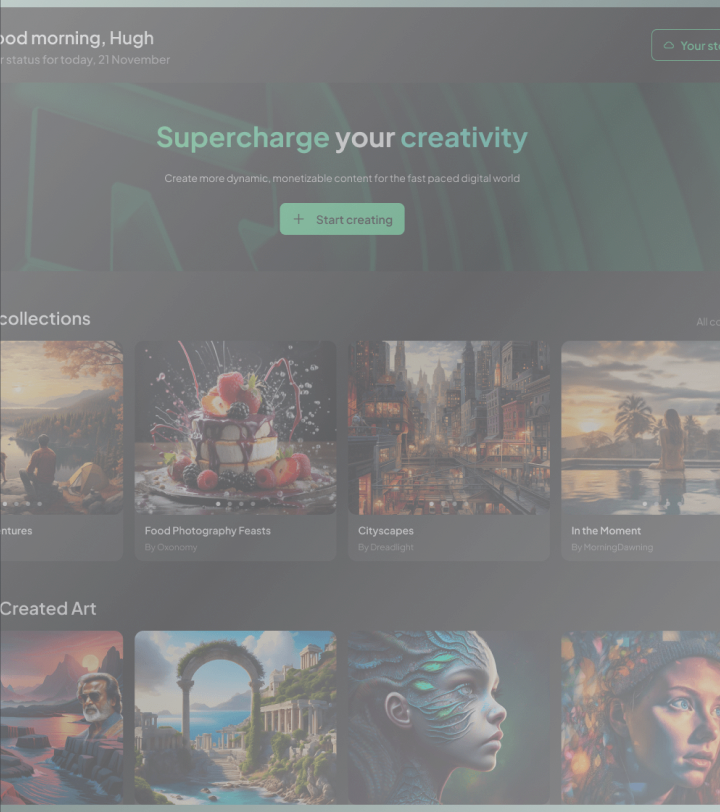 ood morning, Hugh
r status for today, 21 November
Your sto
Supercharge your creativity
Create more dynamic, monetizable content for the fast paced digital world
+ Start creating
collections
All co
entures
Food Photography Feasts
By Oxonomy
Cityscapes
By Dreadlight
In the Moment
By MorningDawning
Created Art